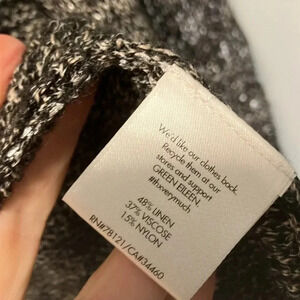 We'd like our clothes back.
Recycle them at our
stores and support
GREEN EILEEN.
#thxverymuch
48% LINEN
37% VISCOSE
15% NYLON
RN#78121/CA#34460